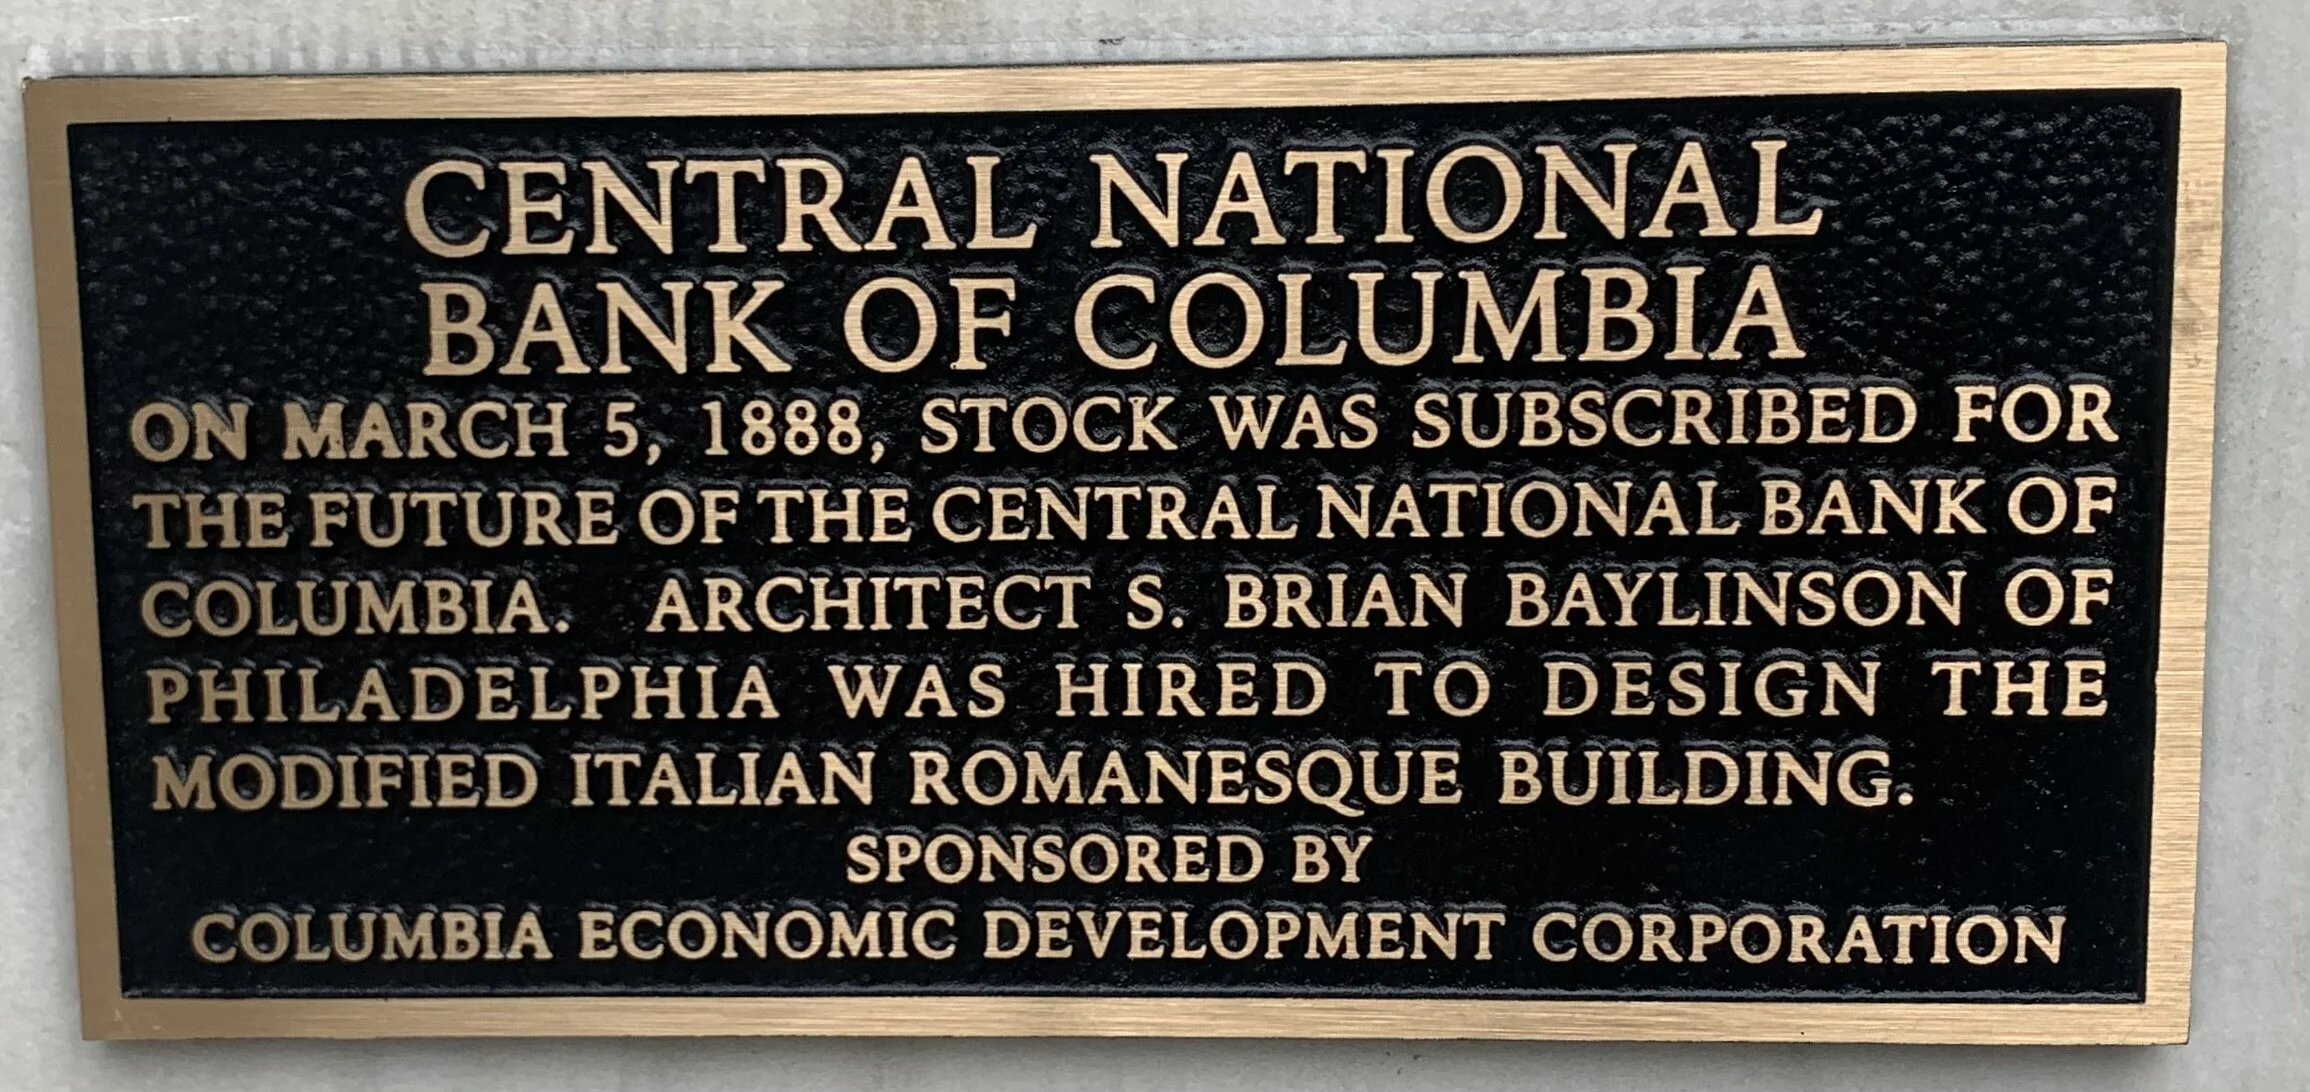 CENTRAL NATIONAL
BANK OF COLUMBIA
ON MARCH 5, 1888, STOCK WAS SUBSCRIBED FOR
THE FUTURE OF THE CENTRAL NATIONAL BANK OF
COLUMBIA. ARCHITECT S. BRIAN BAYLINSON OF
PHILADELPHIA WAS HIRED TO DESIGN THE
MODIFIED ITALIAN ROMANESQUE BUILDING.
SPONSORED BY
COLUMBIA ECONOMIC DEVELOPMENT CORPORATION